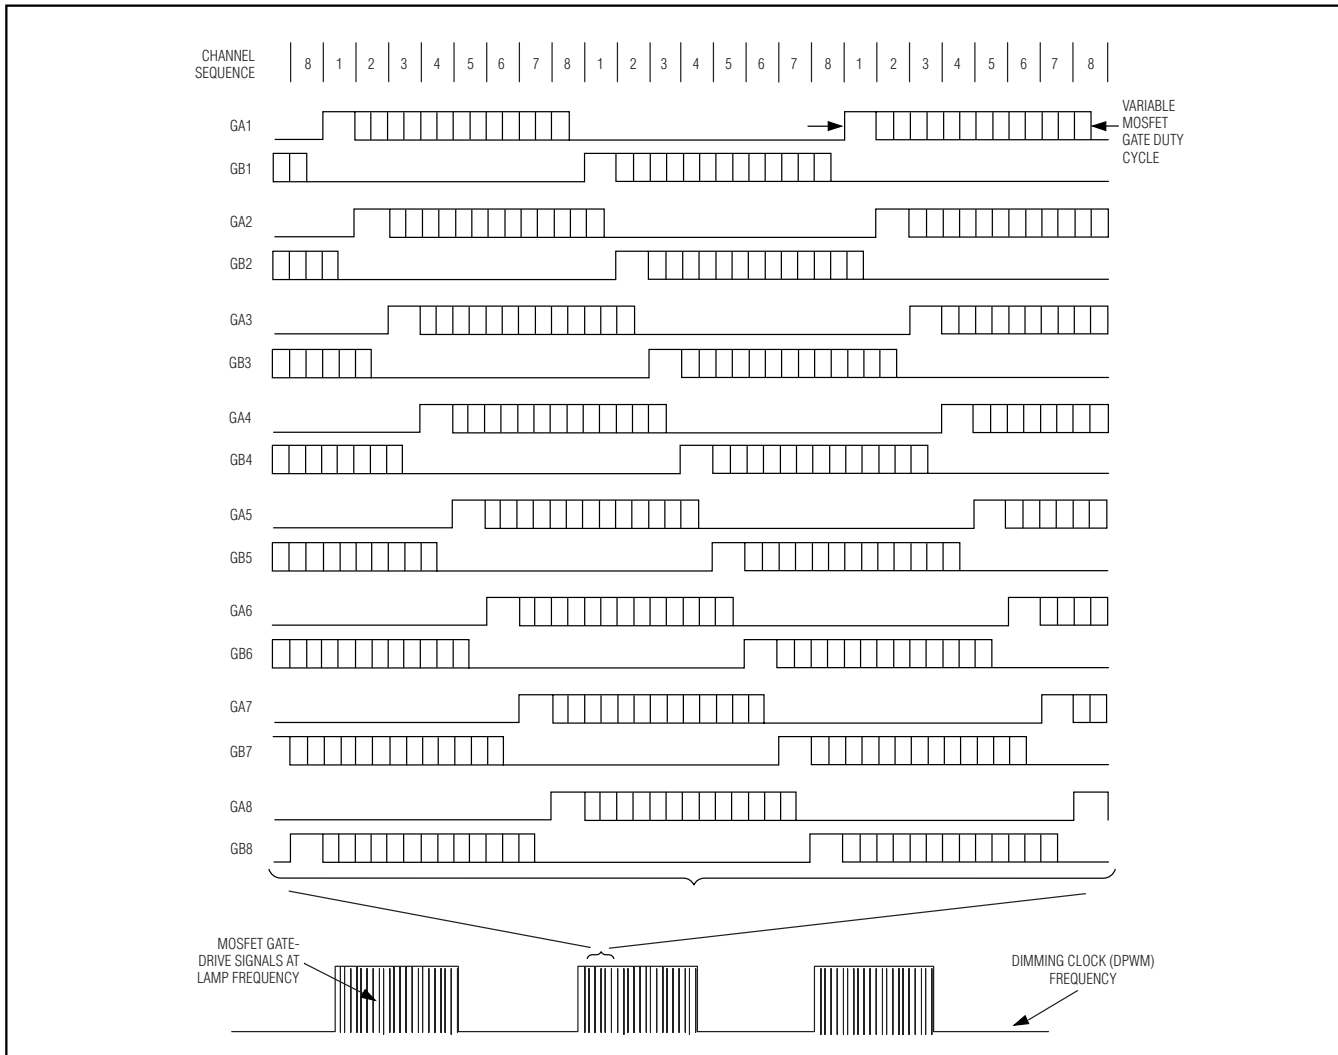 CHANNEL
SEQUENCE
8 1 2 3 4 5 6 7 8 1 2 3 4 5 6 7 8 1 2 3 4 5 6 7 8
GA1
VARIABLE
MOSFET
GATE DUTY
CYCLE
GB1
GA2
GB2
GA3
GB3
GA4
GB4
GA5
GB5
GA6
GB6
GA7
GB7
GA8
GB8
MOSFET GATE-
DRIVE SIGNALS AT
LAMP FREQUENCY
DIMMING CLOCK (DPWM)
FREQUENCY